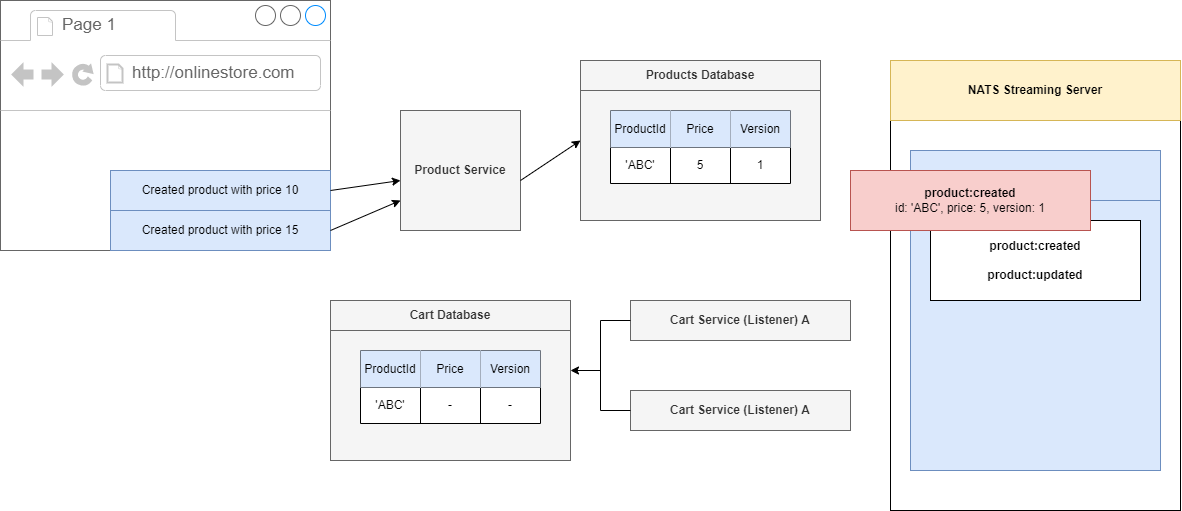 Page 1
http://onlinestore.com
Created product with price 10
Created product with price 15
Product Service
Products Database
ProductId Price Version
'ABC' 5 1
NATS Streaming Server
product:created
id: 'ABC', price: 5, version: 1
product:created
product:updated
Cart Database
ProductId Price Version
'ABC' - -
Cart Service (Listener) A
Cart Service (Listener) A